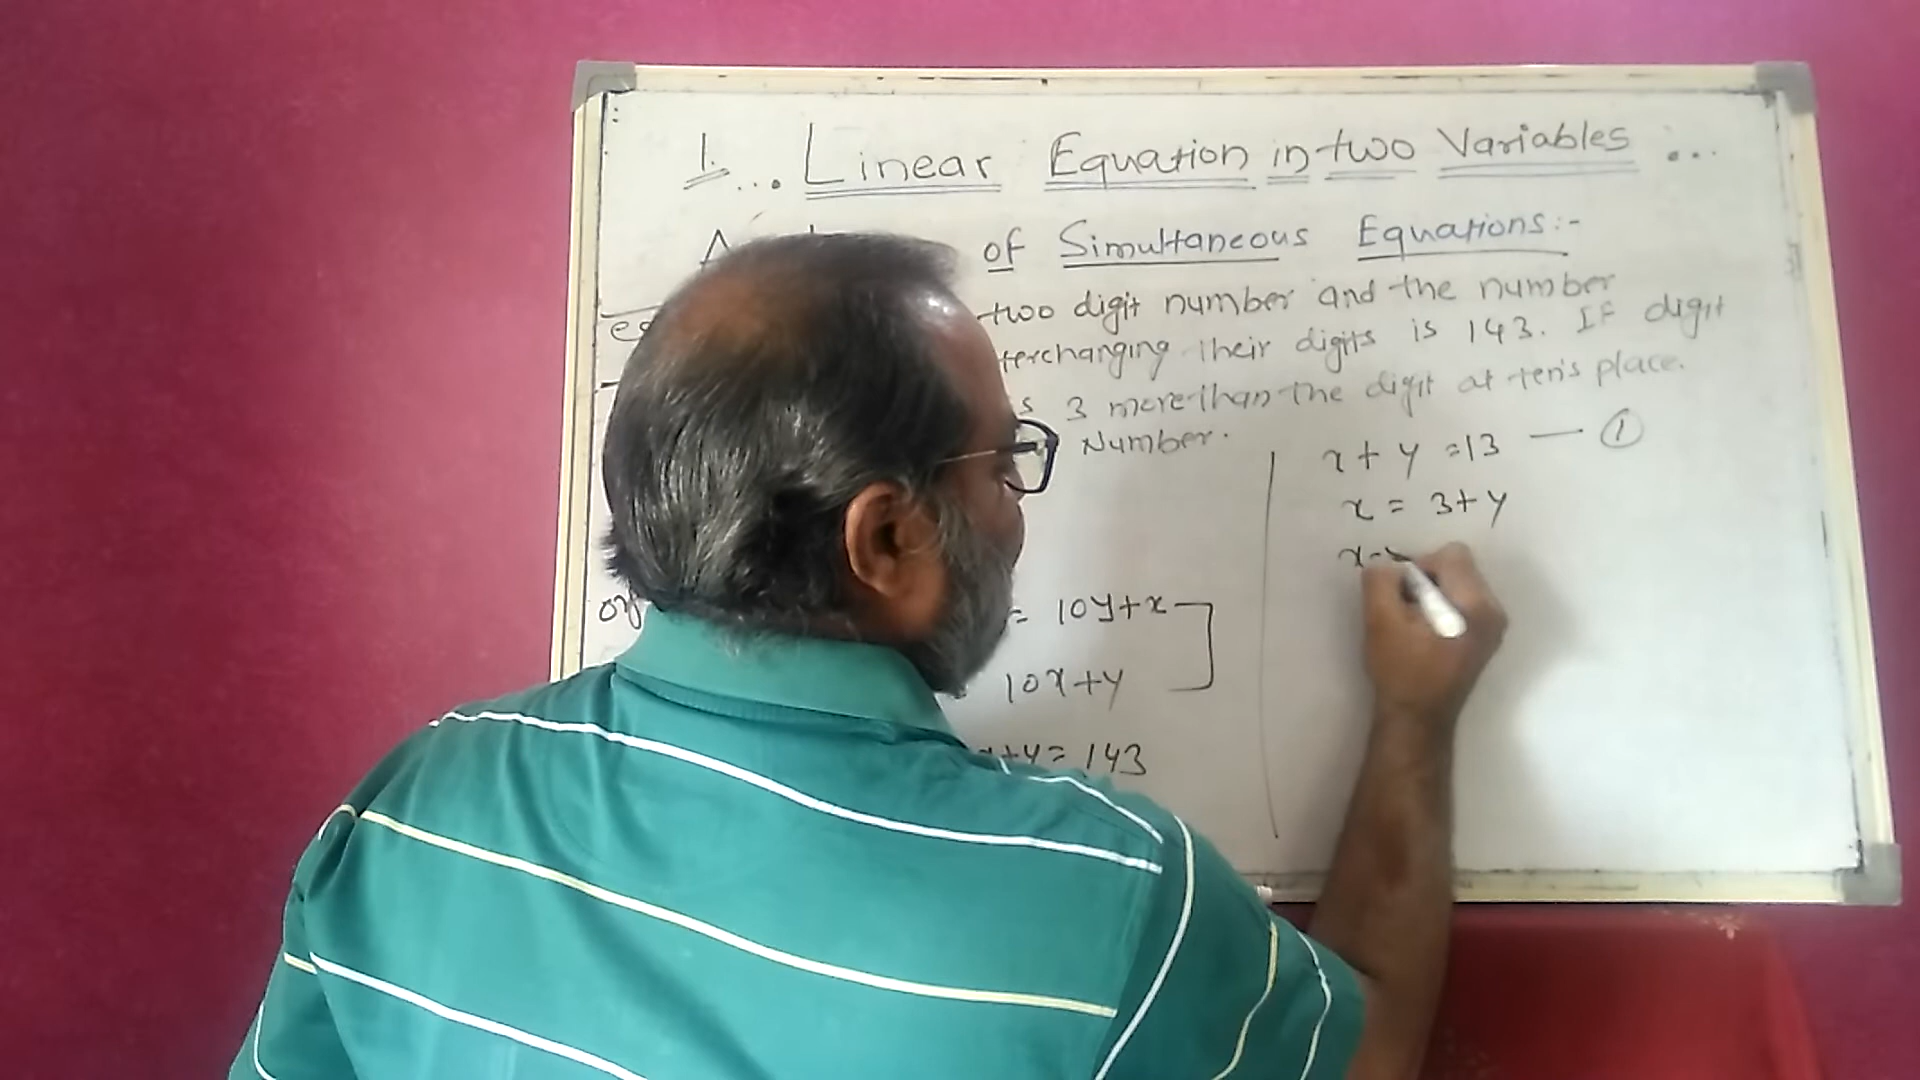 1. ... Linear Equation in two Variables ...
of Simultaneous Equations:-
two digit number and the number
terchanging their digits is 143. If digit
s 3 more than the digit at ten's place.
Number.
x + y = 13 — ①
x = 3 + y
x -
= 10y+x
10x+y
+y = 143